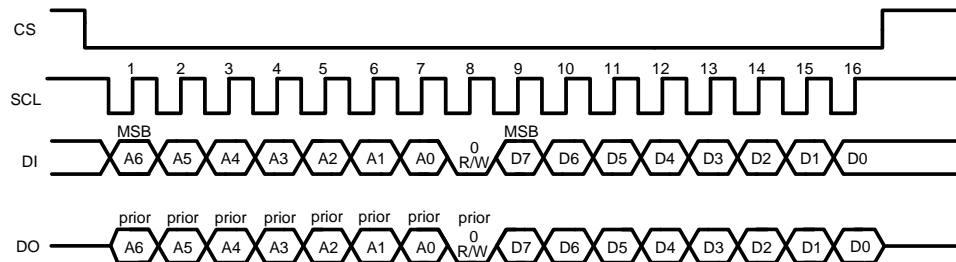 CS
1 2 3 4 5 6 7 8 9 10 11 12 13 14 15 16
SCL
MSB MSB
DI A6 A5 A4 A3 A2 A1 A0 0 R/W D7 D6 D5 D4 D3 D2 D1 D0
prior prior prior prior prior prior prior prior
DO A6 A5 A4 A3 A2 A1 A0 0 R/W D7 D6 D5 D4 D3 D2 D1 D0